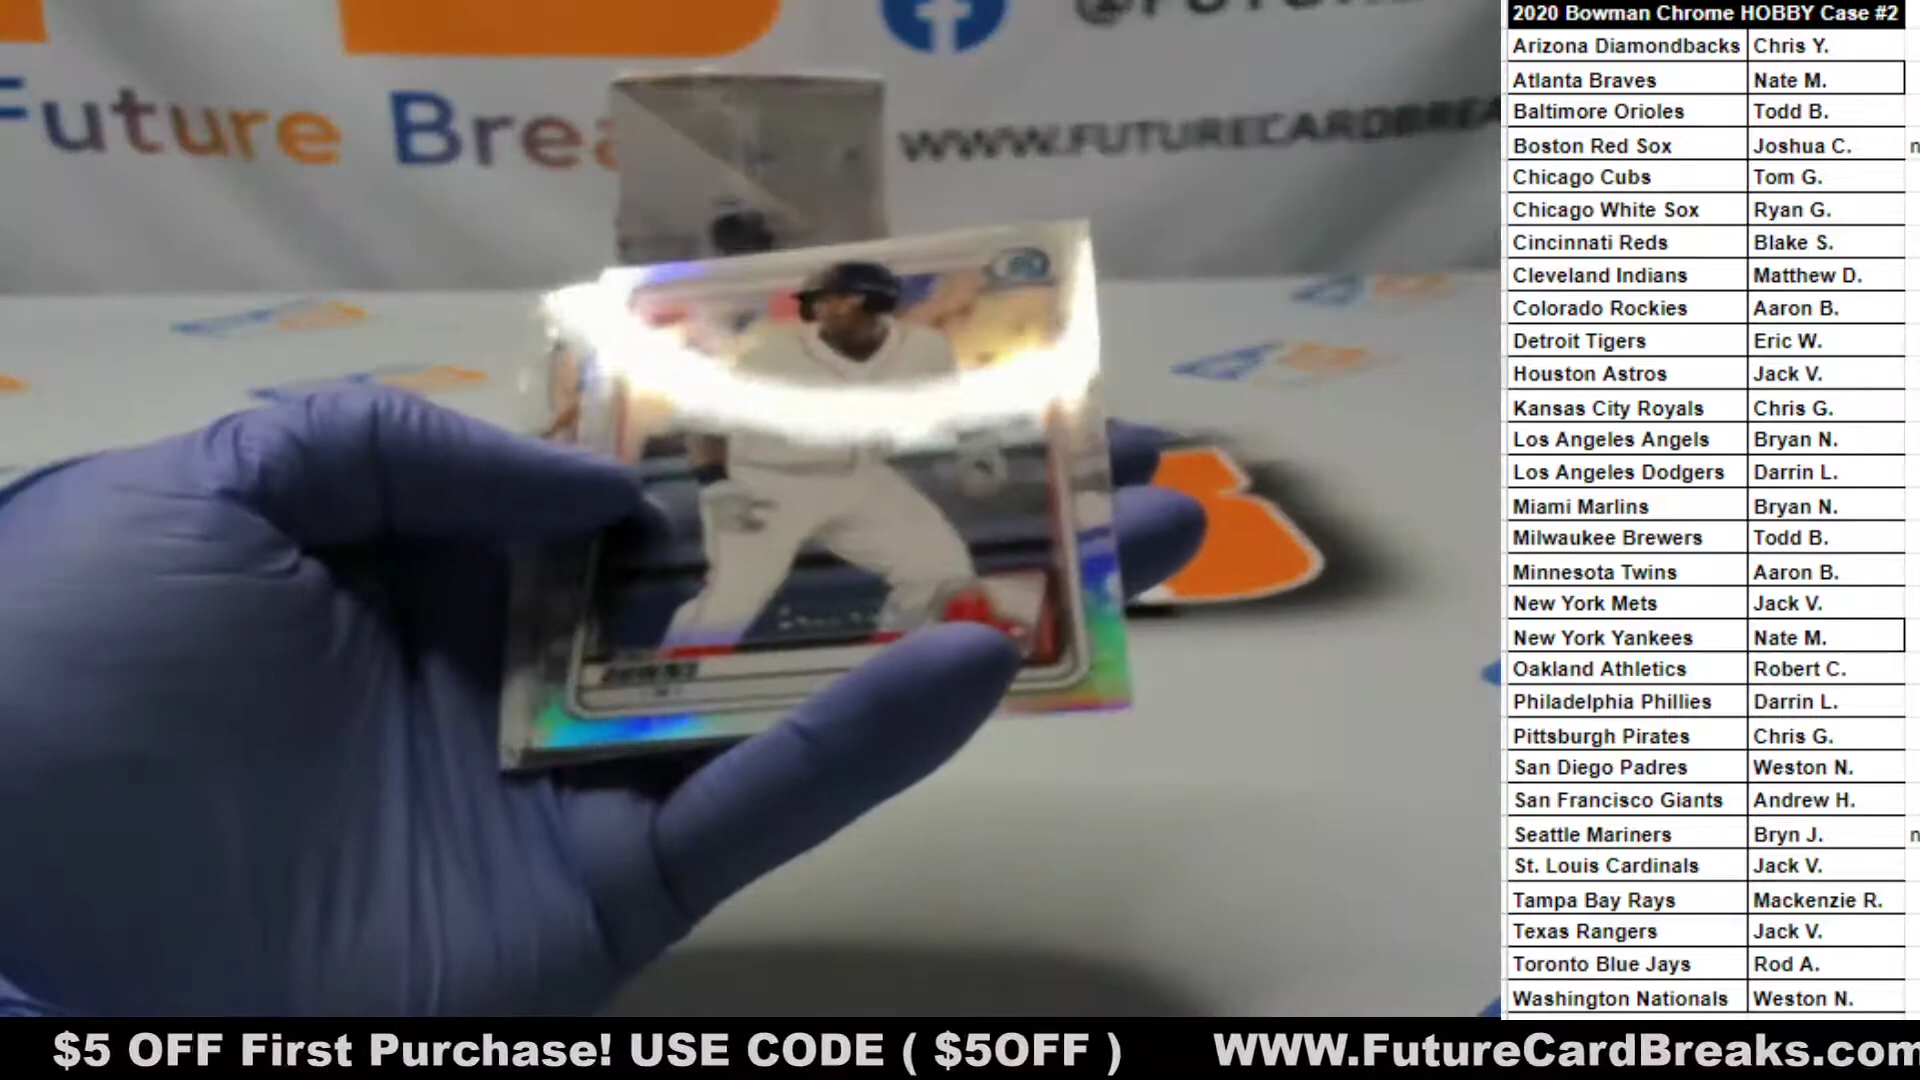 @FUTURE
Future Brea
WWW.FUTURECARDBREA
2020 Bowman Chrome HOBBY Case #2
Arizona Diamondbacks Chris Y.
Atlanta Braves Nate M.
Baltimore Orioles Todd B.
Boston Red Sox Joshua C. n
Chicago Cubs Tom G.
Chicago White Sox Ryan G.
Cincinnati Reds Blake S.
Cleveland Indians Matthew D.
Colorado Rockies Aaron B.
Detroit Tigers Eric W.
Houston Astros Jack V.
Kansas City Royals Chris G.
Los Angeles Angels Bryan N.
Los Angeles Dodgers Darrin L.
Miami Marlins Bryan N.
Milwaukee Brewers Todd B.
Minnesota Twins Aaron B.
New York Mets Jack V.
New York Yankees Nate M.
Oakland Athletics Robert C.
Philadelphia Phillies Darrin L.
Pittsburgh Pirates Chris G.
San Diego Padres Weston N.
San Francisco Giants Andrew H.
Seattle Mariners Bryn J. n
St. Louis Cardinals Jack V.
Tampa Bay Rays Mackenzie R.
Texas Rangers Jack V.
Toronto Blue Jays Rod A.
Washington Nationals Weston N.
$5 OFF First Purchase! USE CODE ( $5OFF ) WWW.FutureCardBreaks.com